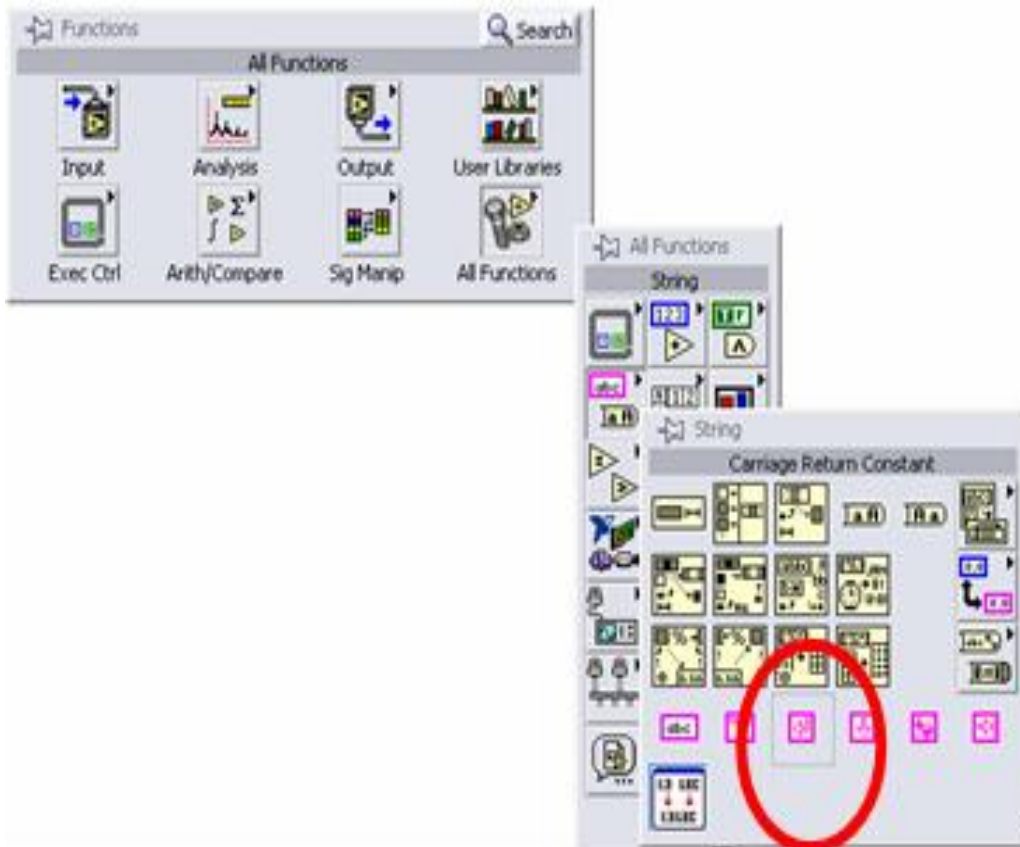 Functions
Search
All Functions
Input
Analysis
Output
User Libraries
Exec Ctrl
Arith/Compare
Sig Manip
All Functions
All Functions
String
String
Carriage Return Constant
abc